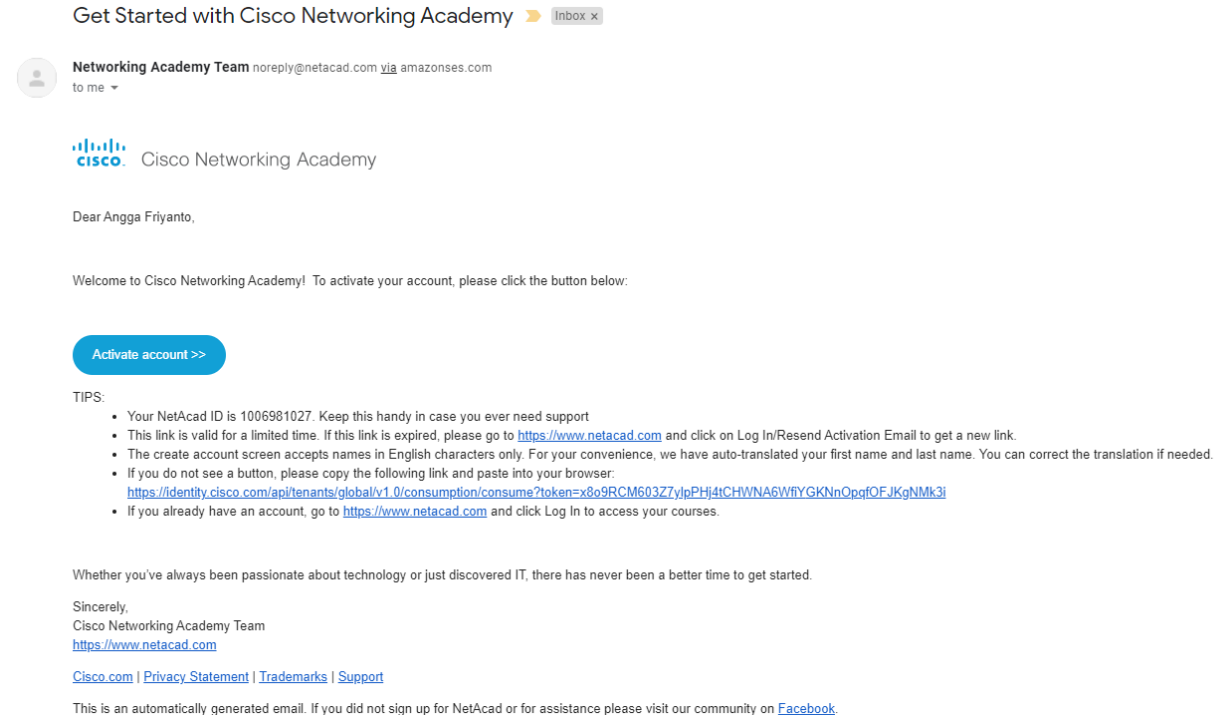 Get Started with Cisco Networking Academy Inbox x
Networking Academy Team noreply@netacad.com via amazonses.com
to me
CISCO Cisco Networking Academy
Dear Angga Friyanto,
Welcome to Cisco Networking Academy!  To activate your account, please click the button below:
Activate account >>
TIPS:
• Your NetAcad ID is 1006981027. Keep this handy in case you ever need support
• This link is valid for a limited time. If this link is expired, please go to https://www.netacad.com and click on Log In/Resend Activation Email to get a new link.
• The create account screen accepts names in English characters only. For your convenience, we have auto-translated your first name and last name. You can correct the translation if needed.
• If you do not see a button, please copy the following link and paste into your browser:
https://identity.cisco.com/api/tenants/global/v1.0/consumption/consume?token=x8o9RCM603Z7ylpPHj4tCHWNA6WfiYGKNnOpqfOFJKgNMk3i
• If you already have an account, go to https://www.netacad.com and click Log In to access your courses.
Whether you've always been passionate about technology or just discovered IT, there has never been a better time to get started.
Sincerely,
Cisco Networking Academy Team
https://www.netacad.com
Cisco.com | Privacy Statement | Trademarks | Support
This is an automatically generated email. If you did not sign up for NetAcad or for assistance please visit our community on Facebook.